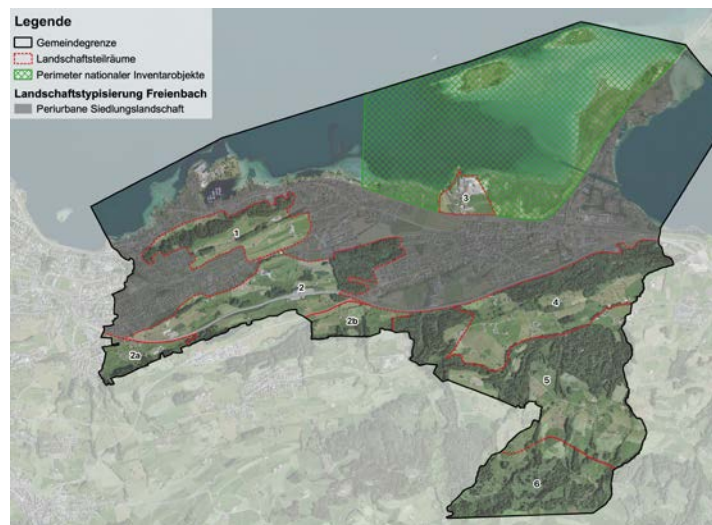 Legende
Gemeindegrenze
Landschaftsteilräume
Perimeter nationaler Inventarobjekte
Landschaftstypisierung Freienbach
Periurbane Siedlungslandschaft
3
1
2
4
2b
2a
5
6